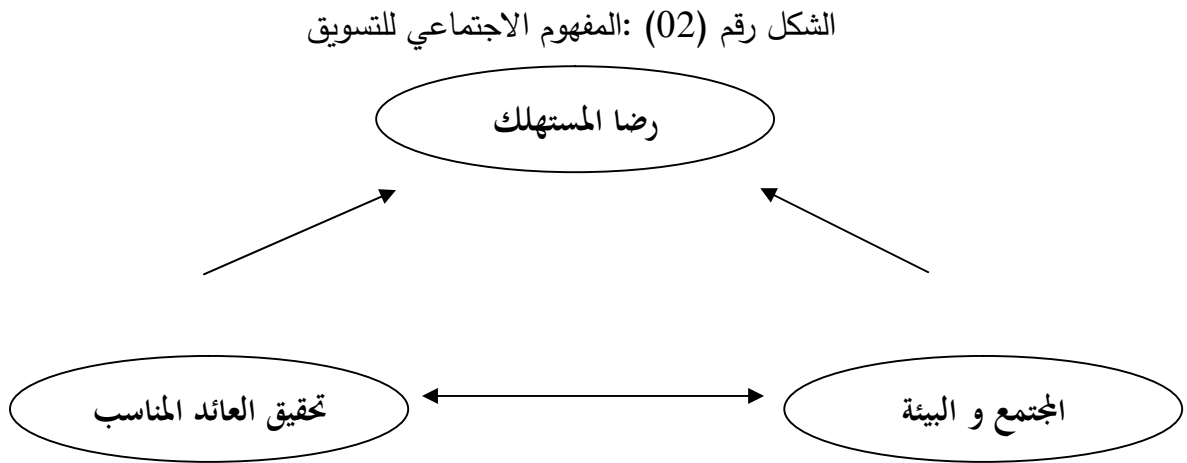 الشكل رقم (02) :المفهوم الاجتماعي للتسويق
رضا المستهلك
المجتمع و البيئة
تحقيق العائد المناسب